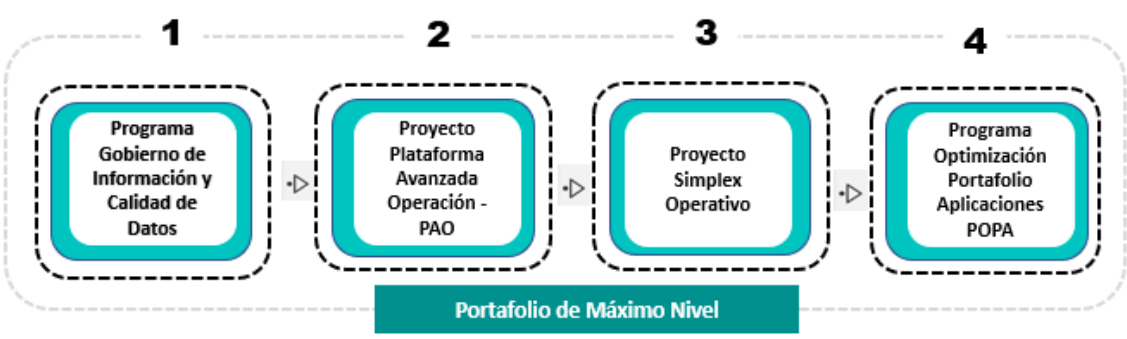 1
2
3
4
Programa
Gobierno de
Información y
Calidad de
Datos
Proyecto
Plataforma
Avanzada
Operación -
PAO
Proyecto
Simplex
Operativo
Programa
Optimización
Portafolio
Aplicaciones
POPA
Portafolio de Máximo Nivel